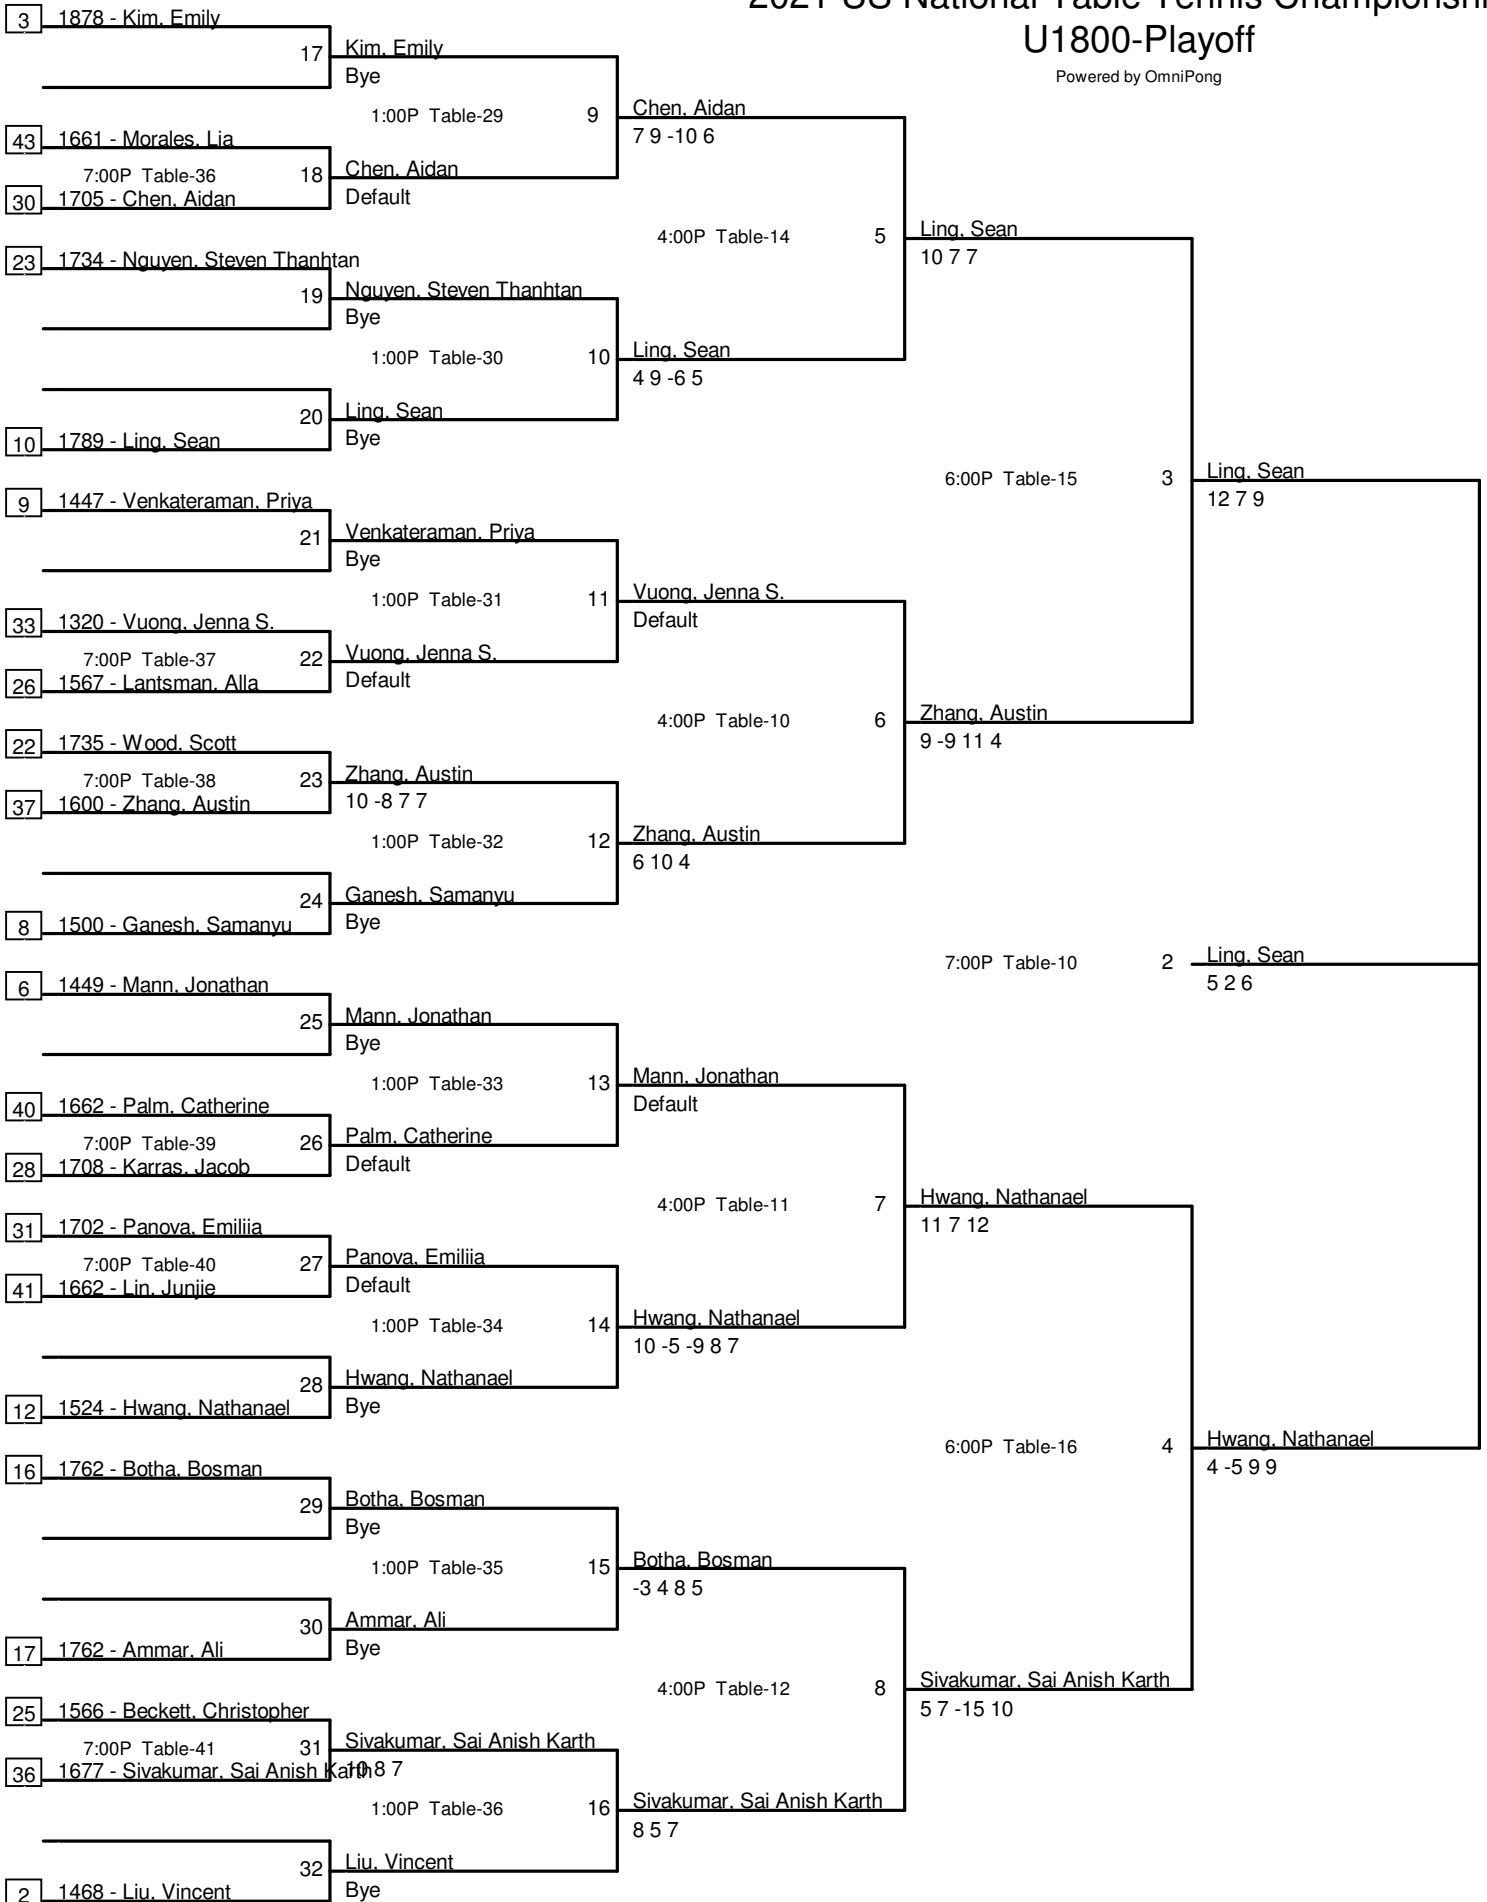 2021 US National Table Tennis Championshi
U1800-Playoff
Powered by OmniPong
3 1878 - Kim, Emily
17 Kim, Emily
Bye
1:00P Table-29 9 Chen, Aidan
7 9 -10 6
43 1661 - Morales, Lia
7:00P Table-36 18 Chen, Aidan
Default
30 1705 - Chen, Aidan
4:00P Table-14 5 Ling, Sean
10 7 7
23 1734 - Nguyen, Steven Thanhtan
19 Nguyen, Steven Thanhtan
Bye
1:00P Table-30 10 Ling, Sean
4 9 -6 5
20 Ling, Sean
Bye
10 1789 - Ling, Sean
6:00P Table-15 3 Ling, Sean
12 7 9
9 1447 - Venkateraman, Priya
21 Venkateraman, Priya
Bye
1:00P Table-31 11 Vuong, Jenna S.
Default
33 1320 - Vuong, Jenna S.
7:00P Table-37 22 Vuong, Jenna S.
Default
26 1567 - Lantsman, Alla
4:00P Table-10 6 Zhang, Austin
9 -9 11 4
22 1735 - Wood, Scott
7:00P Table-38 23 Zhang, Austin
10 -8 7 7
37 1600 - Zhang, Austin
1:00P Table-32 12 Zhang, Austin
6 10 4
24 Ganesh, Samanyu
Bye
8 1500 - Ganesh, Samanyu
7:00P Table-10 2 Ling, Sean
5 2 6
6 1449 - Mann, Jonathan
25 Mann, Jonathan
Bye
1:00P Table-33 13 Mann, Jonathan
Default
40 1662 - Palm, Catherine
7:00P Table-39 26 Palm, Catherine
Default
28 1708 - Karras, Jacob
4:00P Table-11 7 Hwang, Nathanael
11 7 12
31 1702 - Panova, Emiliia
7:00P Table-40 27 Panova, Emiliia
Default
41 1662 - Lin, Junjie
1:00P Table-34 14 Hwang, Nathanael
10 -5 -9 8 7
28 Hwang, Nathanael
Bye
12 1524 - Hwang, Nathanael
6:00P Table-16 4 Hwang, Nathanael
4 -5 9 9
16 1762 - Botha, Bosman
29 Botha, Bosman
Bye
1:00P Table-35 15 Botha, Bosman
-3 4 8 5
30 Ammar, Ali
Bye
17 1762 - Ammar, Ali
4:00P Table-12 8 Sivakumar, Sai Anish Karth
5 7 -15 10
25 1566 - Beckett, Christopher
7:00P Table-41 31 Sivakumar, Sai Anish Karth
10 8 7
36 1677 - Sivakumar, Sai Anish Karth
1:00P Table-36 16 Sivakumar, Sai Anish Karth
8 5 7
32 Liu, Vincent
Bye
2 1468 - Liu, Vincent